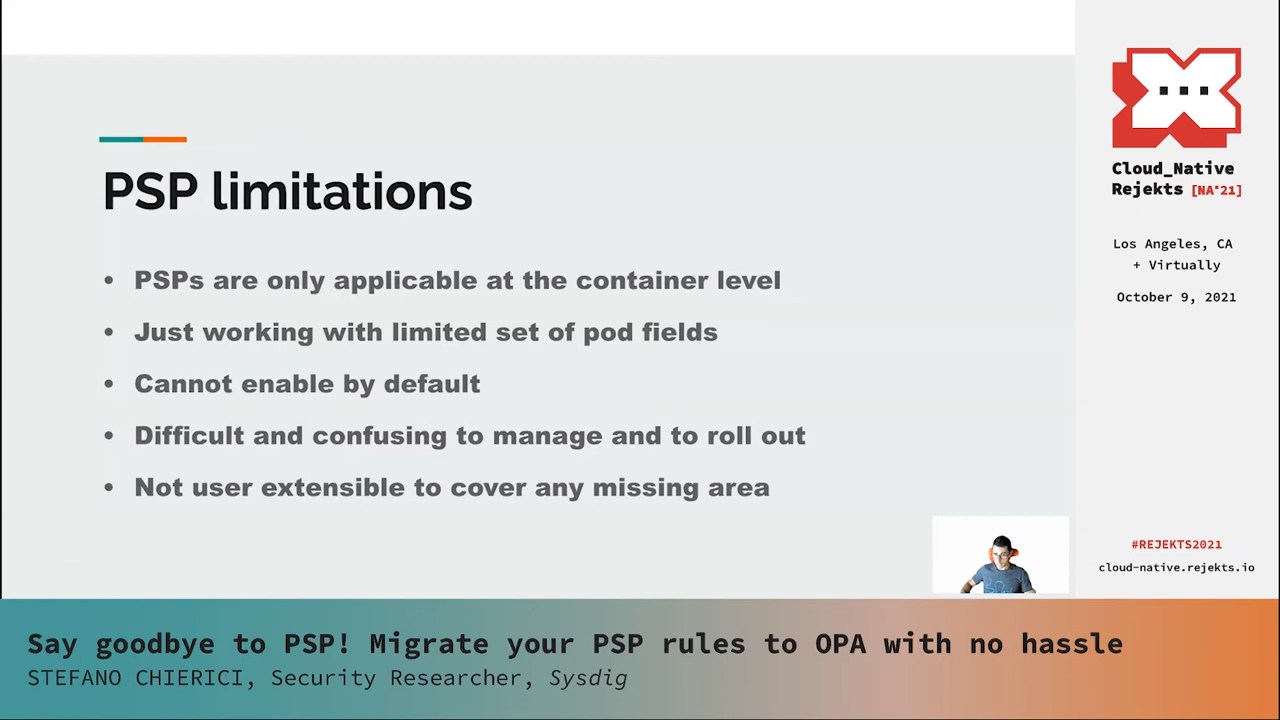 PSP limitations
• PSPs are only applicable at the container level
• Just working with limited set of pod fields
• Cannot enable by default
• Difficult and confusing to manage and to roll out
• Not user extensible to cover any missing area
Cloud_Native
Rejekts [NA*21]
Los Angeles, CA
+ Virtually
October 9, 2021
#REJEKTS2021
cloud-native.rejekts.io
Say goodbye to PSP! Migrate your PSP rules to OPA with no hassle
STEFANO CHIERICI, Security Researcher, Sysdig